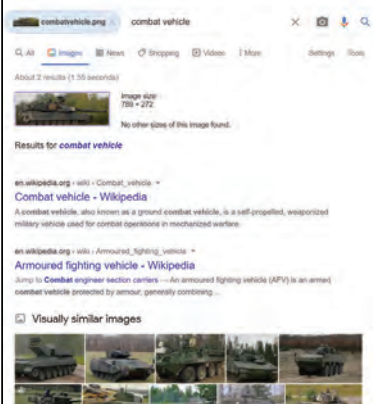 combatvehicle.png × combat vehicle
All Images News Shopping Videos More Settings Tools
About 2 results (1.55 seconds)
Image size:
789 × 272
No other sizes of this image found.
Results for combat vehicle
en.wikipedia.org › wiki › Combat_vehicle
Combat vehicle - Wikipedia
A combat vehicle, also known as a ground combat vehicle, is a self-propelled, weaponized
military vehicle used for combat operations in mechanized warfare.
en.wikipedia.org › wiki › Armoured_fighting_vehicle
Armoured fighting vehicle - Wikipedia
Jump to Combat engineer section carriers — An armoured fighting vehicle (AFV) is an armed
combat vehicle protected by armour, generally combining ...
Visually similar images